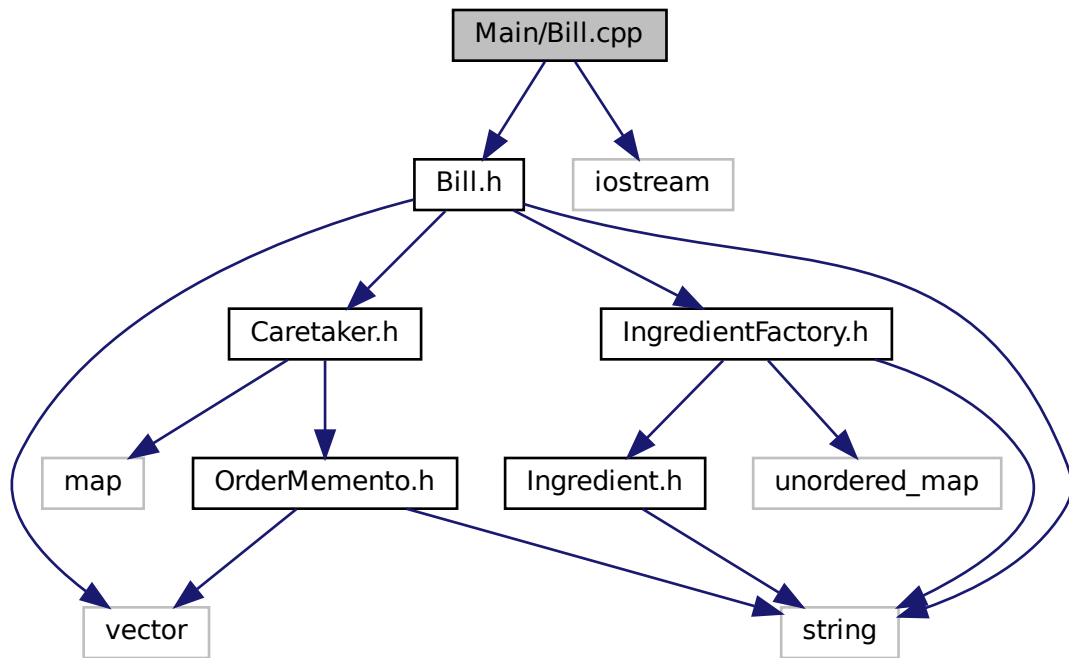 Main/Bill.cpp
Bill.h
iostream
Caretaker.h
IngredientFactory.h
map
OrderMemento.h
Ingredient.h
unordered_map
vector
string